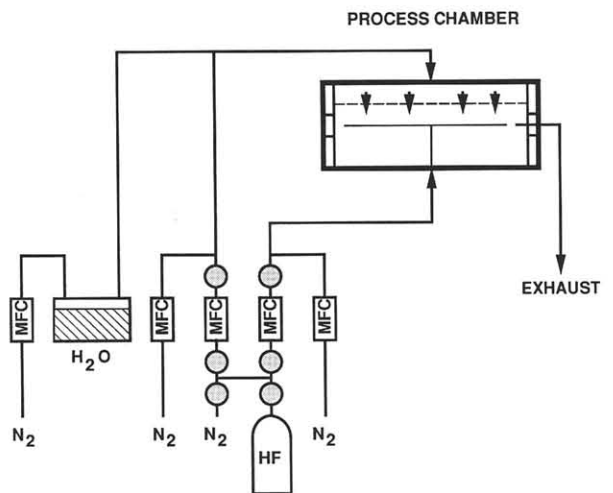 PROCESS CHAMBER
EXHAUST
MFC
MFC
MFC
MFC
MFC
H₂O
N₂
N₂
N₂
HF
N₂